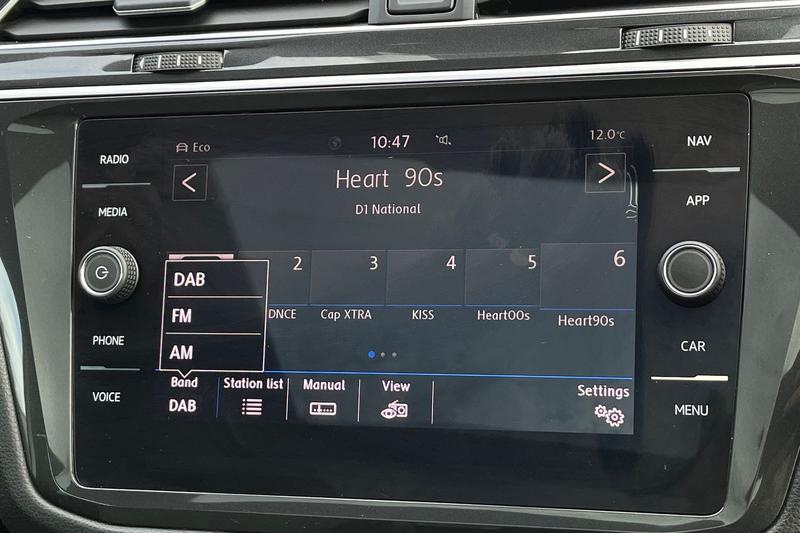 Eco
10:47
12.0°C
RADIO
MEDIA
PHONE
VOICE
<
Heart 90s
>
D1 National
2
3
4
5
6
DNCE
Cap XTRA
KISS
Heart00s
Heart90s
DAB
FM
AM
Band
DAB
Station list
Manual
View
Settings
NAV
APP
CAR
MENU